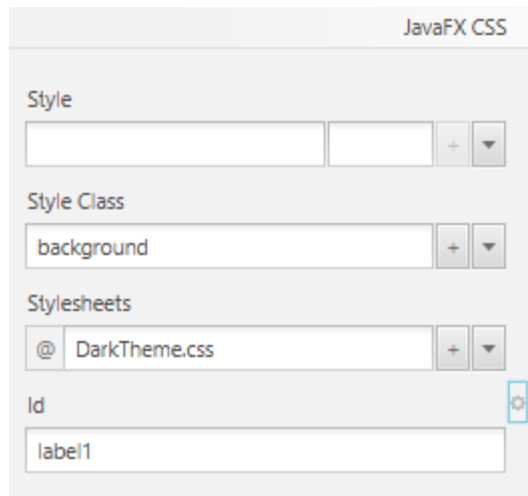 JavaFX CSS
Style
+
Style Class
background +
Stylesheets
@ DarkTheme.css +
Id
label1